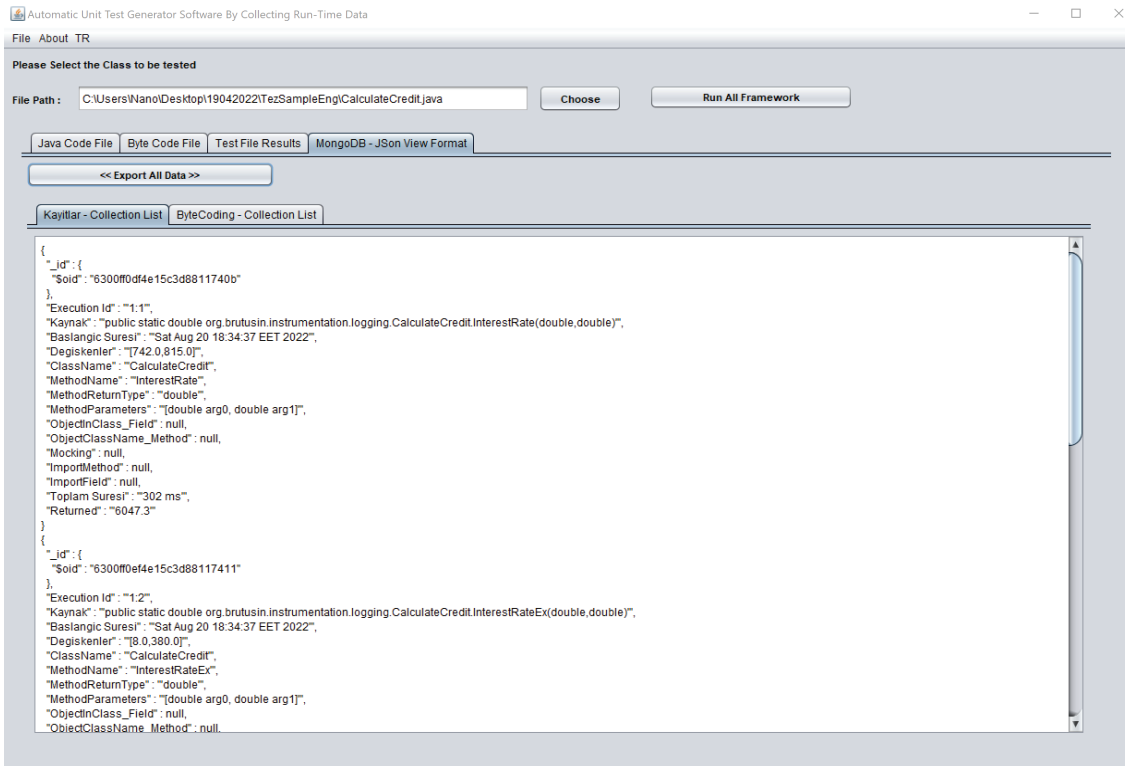 Automatic Unit Test Generator Software By Collecting Run-Time Data
File About TR
Please Select the Class to be tested
File Path : C:\Users\Nano\Desktop\19042022\TezSampleEng\CalculateCredit.java Choose Run All Framework
Java Code File Byte Code File Test File Results MongoDB - JSon View Format
<< Export All Data >>
Kayitlar - Collection List ByteCoding - Collection List
{
"_id" : {
"$oid" : "6300ff0df4e15c3d8811740b"
},
"Execution Id" : "'1:1'",
"Kaynak" : "'public static double org.brutusin.instrumentation.logging.CalculateCredit.InterestRate(double,double)'",
"Baslangic Suresi" : "'Sat Aug 20 18:34:37 EET 2022'",
"Degiskenler" : "'[742.0,815.0]'",
"ClassName" : "'CalculateCredit'",
"MethodName" : "'InterestRate'",
"MethodReturnType" : "'double'",
"MethodParameters" : "'[double arg0, double arg1]'",
"ObjectInClass_Field" : null,
"ObjectClassName_Method" : null,
"Mocking" : null,
"ImportMethod" : null,
"ImportField" : null,
"Toplam Suresi" : "'302 ms'",
"Returned" : "'6047.3'"
}
{
"_id" : {
"$oid" : "6300ff0ef4e15c3d88117411"
},
"Execution Id" : "'1:2'",
"Kaynak" : "'public static double org.brutusin.instrumentation.logging.CalculateCredit.InterestRateEx(double,double)'",
"Baslangic Suresi" : "'Sat Aug 20 18:34:37 EET 2022'",
"Degiskenler" : "'[8.0,380.0]'",
"ClassName" : "'CalculateCredit'",
"MethodName" : "'InterestRateEx'",
"MethodReturnType" : "'double'",
"MethodParameters" : "'[double arg0, double arg1]'",
"ObjectInClass_Field" : null,
"ObjectClassName_Method" : null,